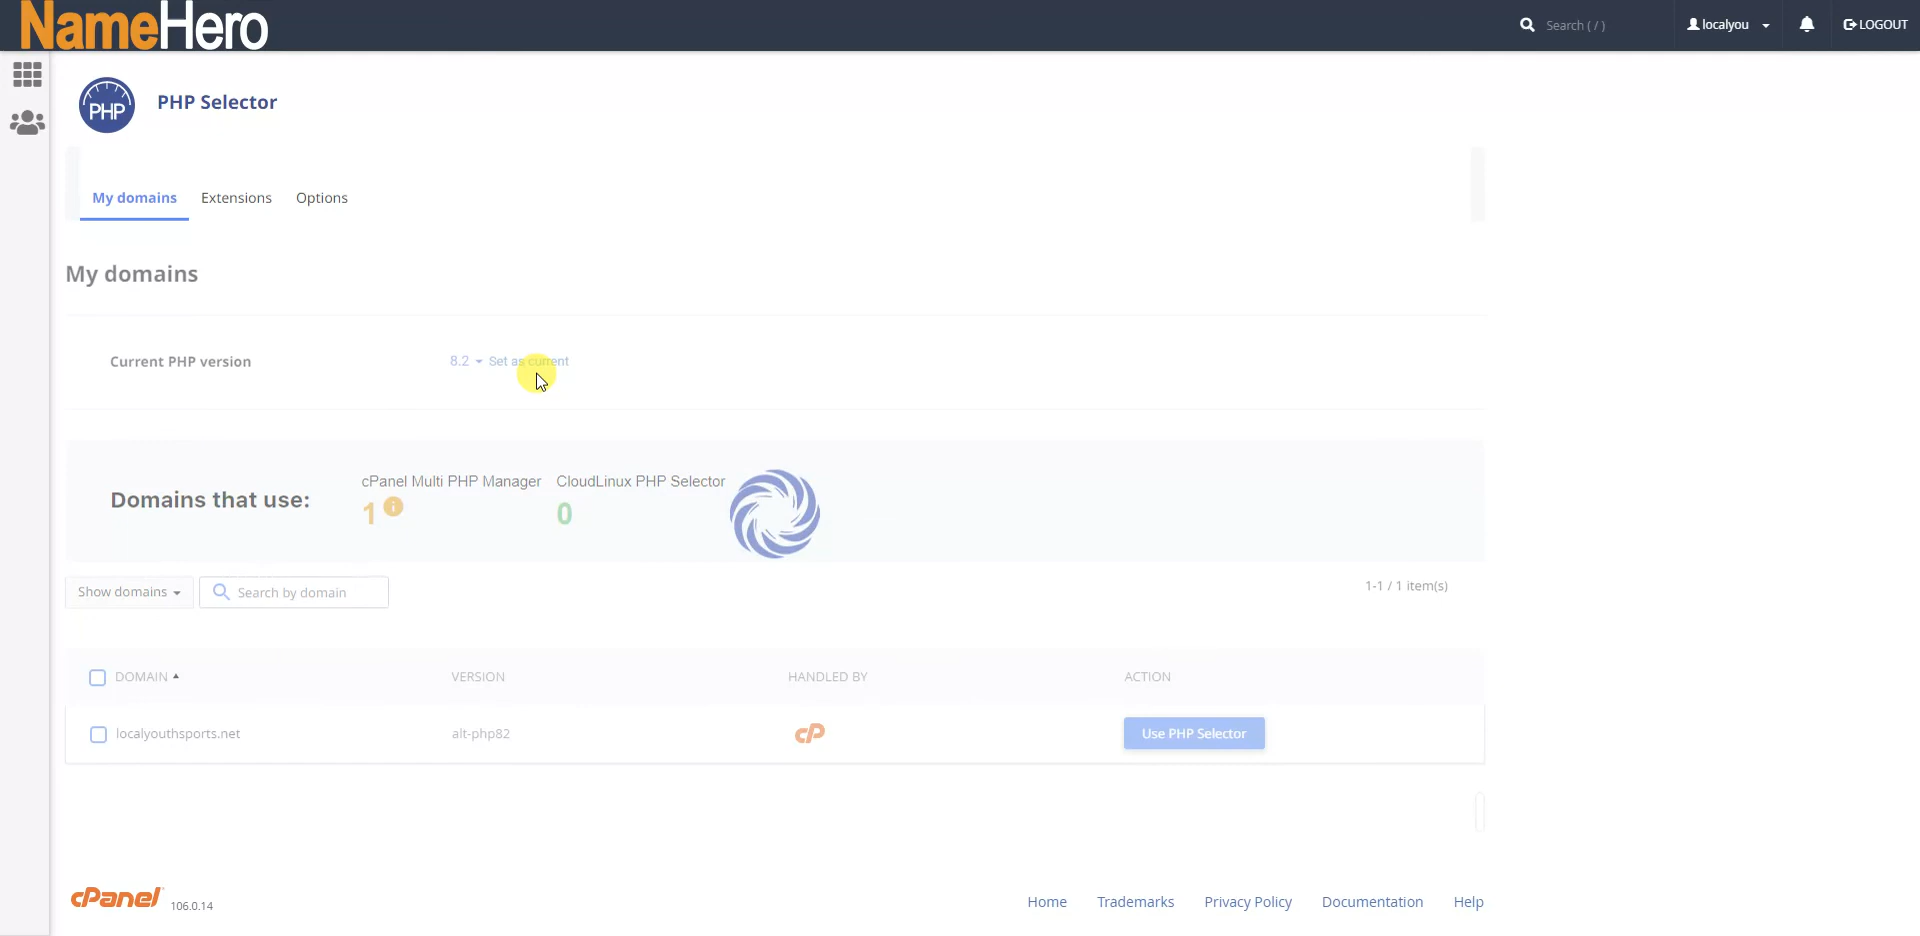 NameHero
Search ( / )
localyou
LOGOUT
PHP
PHP Selector
My domains
Extensions
Options
My domains
Current PHP version
8.2
Set as current
Domains that use:
cPanel Multi PHP Manager
CloudLinux PHP Selector
1
i
0
Show domains
Search by domain
1-1 / 1 item(s)
DOMAIN
VERSION
HANDLED BY
ACTION
localyouthsports.net
alt-php82
cP
Use PHP Selector
cPanel
106.0.14
Home
Trademarks
Privacy Policy
Documentation
Help